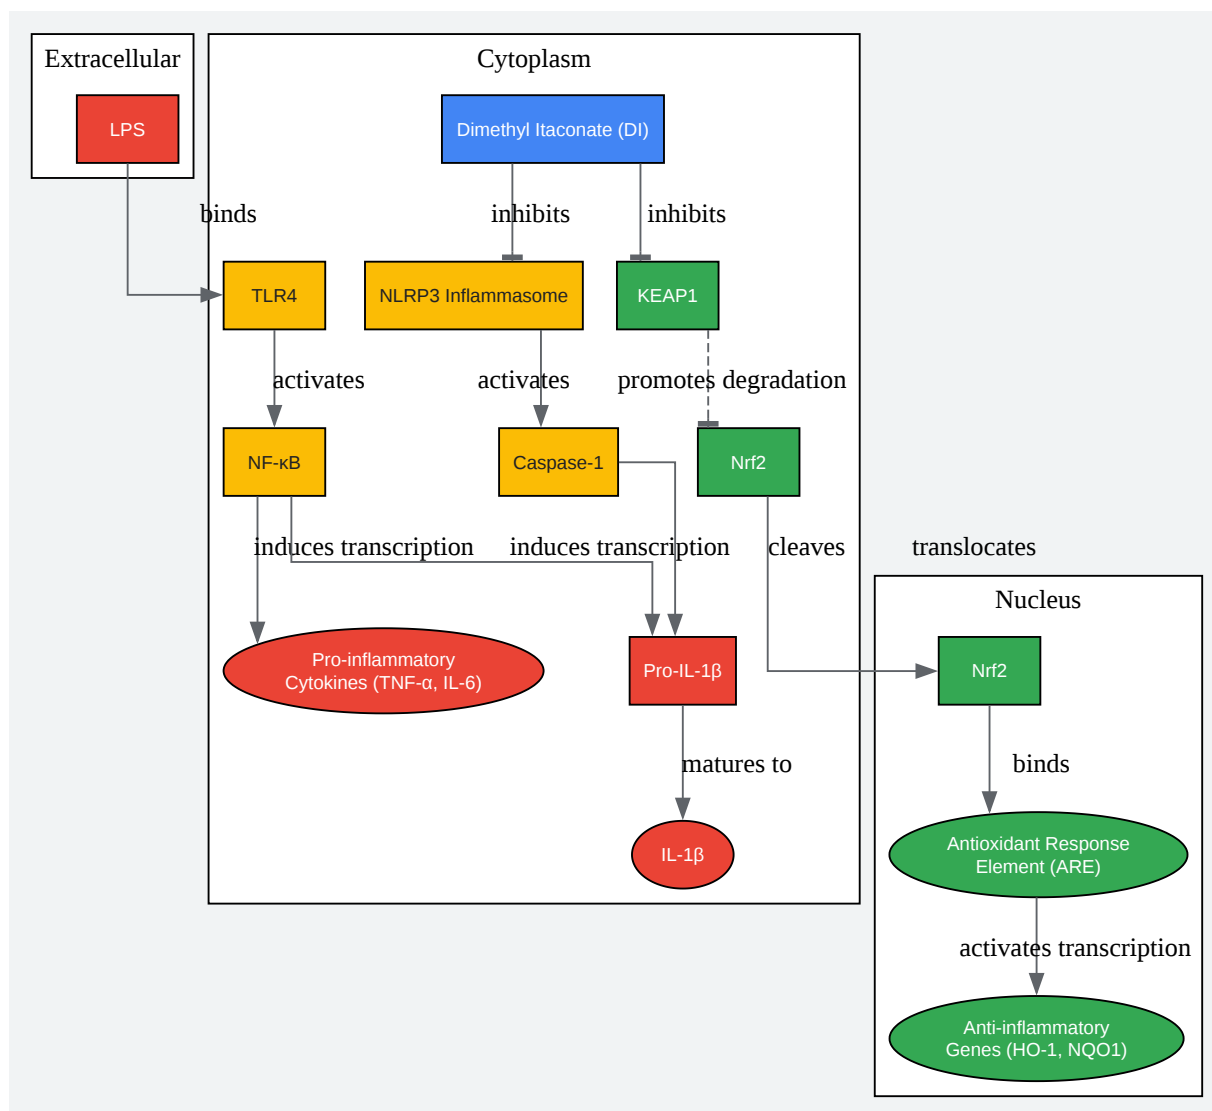 Extracellular
Cytoplasm
LPS
Dimethyl Itaconate (DI)
binds
inhibits
inhibits
TLR4
NLRP3 Inflammasome
KEAP1
activates
activates
promotes degradation
NF-κB
Caspase-1
Nrf2
induces transcription
induces transcription
cleaves
translocates
Nucleus
Pro-inflammatory
Cytokines (TNF-α, IL-6)
Pro-IL-1β
Nrf2
matures to
binds
IL-1β
Antioxidant Response
Element (ARE)
activates transcription
Anti-inflammatory
Genes (HO-1, NQO1)